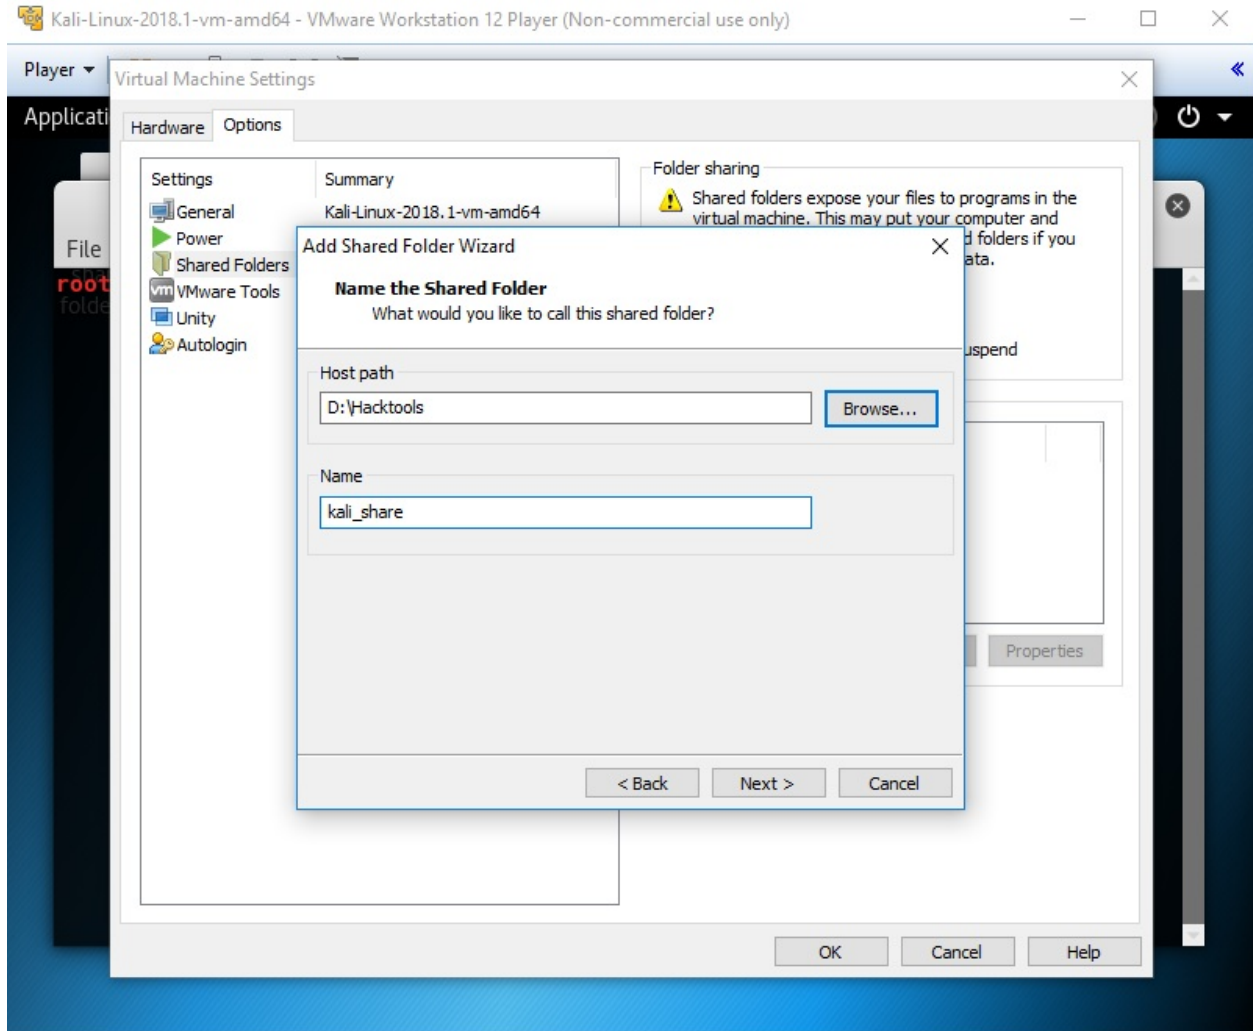 Kali-Linux-2018.1-vm-amd64 - VMware Workstation 12 Player (Non-commercial use only)
Player
Virtual Machine Settings
Applicati
Hardware Options
Settings Summary
General Kali-Linux-2018.1-vm-amd64
Power
Shared Folders
VMware Tools
Unity
Autologin
Folder sharing
Shared folders expose your files to programs in the
virtual machine. This may put your computer and
d folders if you
ata.
uspend
File
root
folde
Add Shared Folder Wizard
Name the Shared Folder
What would you like to call this shared folder?
Host path
D:\Hacktools
Browse...
Name
kali_share
Properties
< Back Next > Cancel
OK Cancel Help